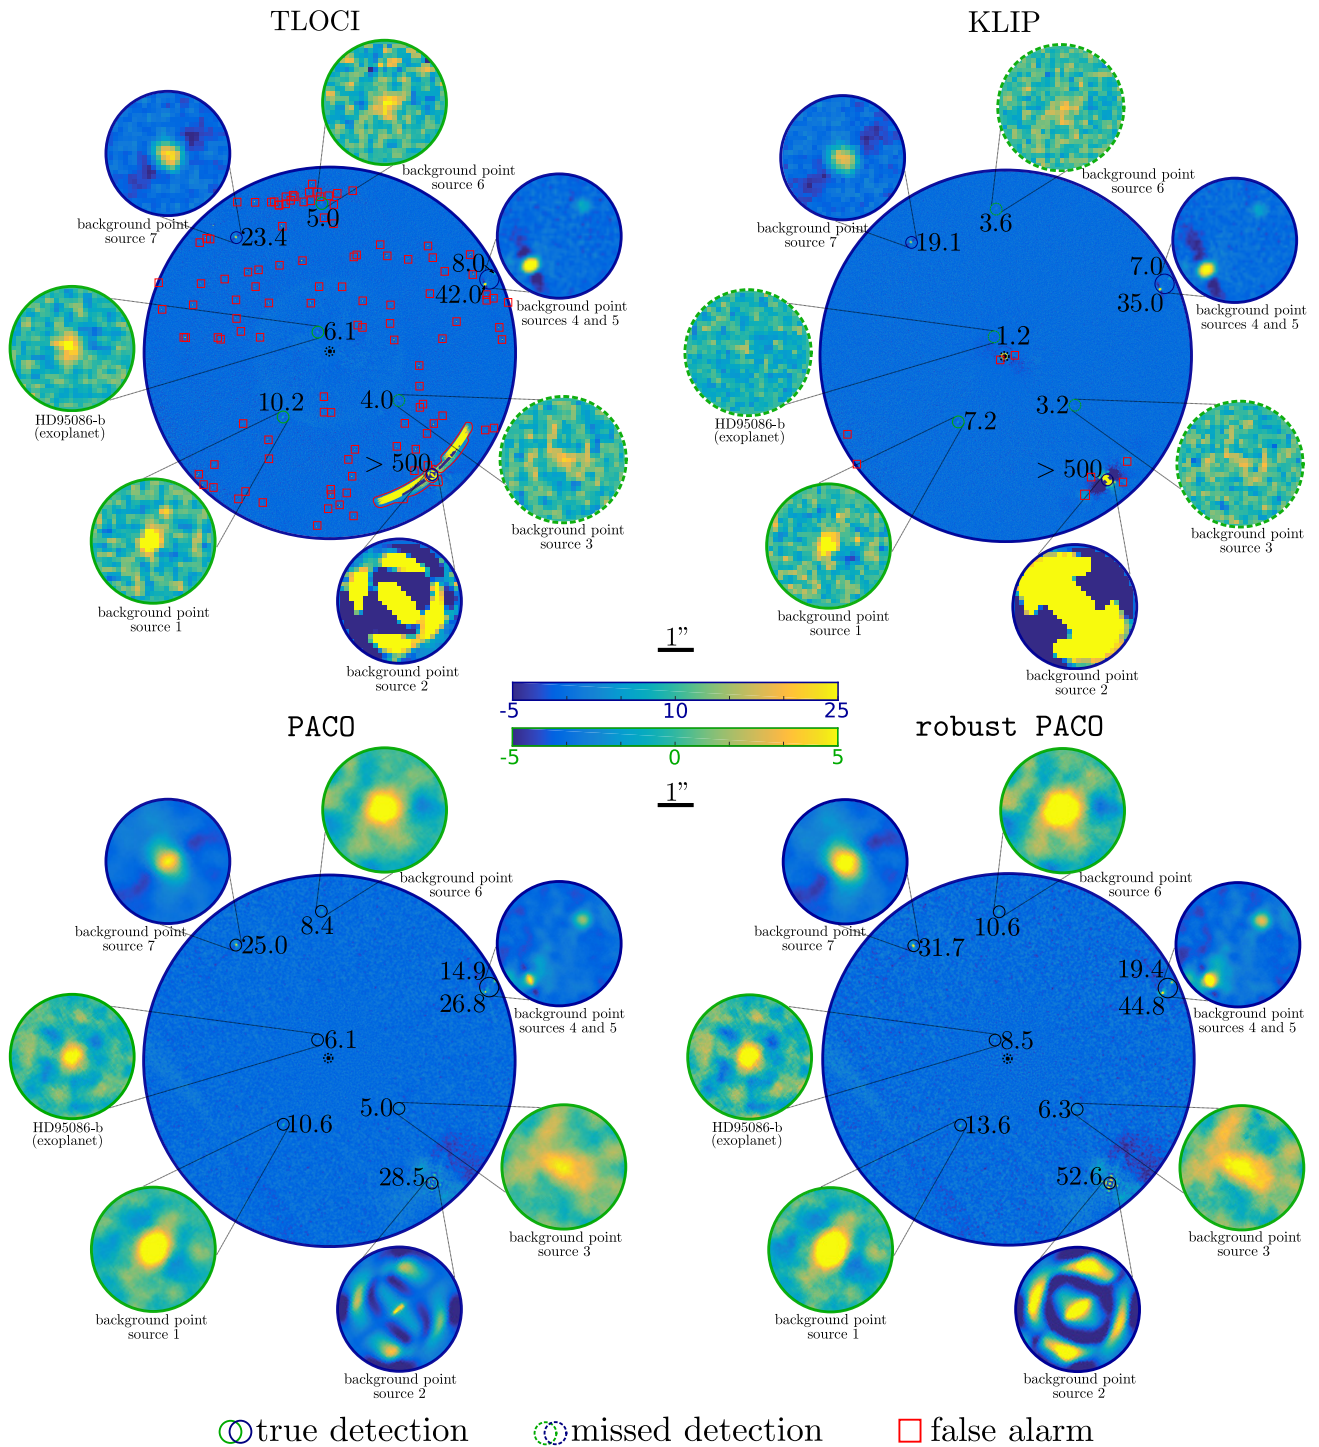 TLOCI
KLIP
background point
source 6
background point
source 6
background point
source 7
background point
source 7
5.0
3.6
23.4
19.1
8.0
42.0
7.0
35.0
background point
sources 4 and 5
background point
sources 4 and 5
6.1
1.2
HD95086-b
(exoplanet)
HD95086-b
(exoplanet)
10.2
4.0
7.2
3.2
> 500
> 500
background point
source 3
background point
source 3
background point
source 1
background point
source 1
background point
source 2
background point
source 2
1”
-5 10 25
-5 0 5
1”
PACO
robust PACO
background point
source 6
background point
source 6
background point
source 7
background point
source 7
8.4
10.6
25.0
31.7
14.9
26.8
19.4
44.8
background point
sources 4 and 5
background point
sources 4 and 5
6.1
8.5
HD95086-b
(exoplanet)
HD95086-b
(exoplanet)
10.6
5.0
13.6
6.3
28.5
52.6
background point
source 3
background point
source 3
background point
source 1
background point
source 1
background point
source 2
background point
source 2
true detection
missed detection
false alarm